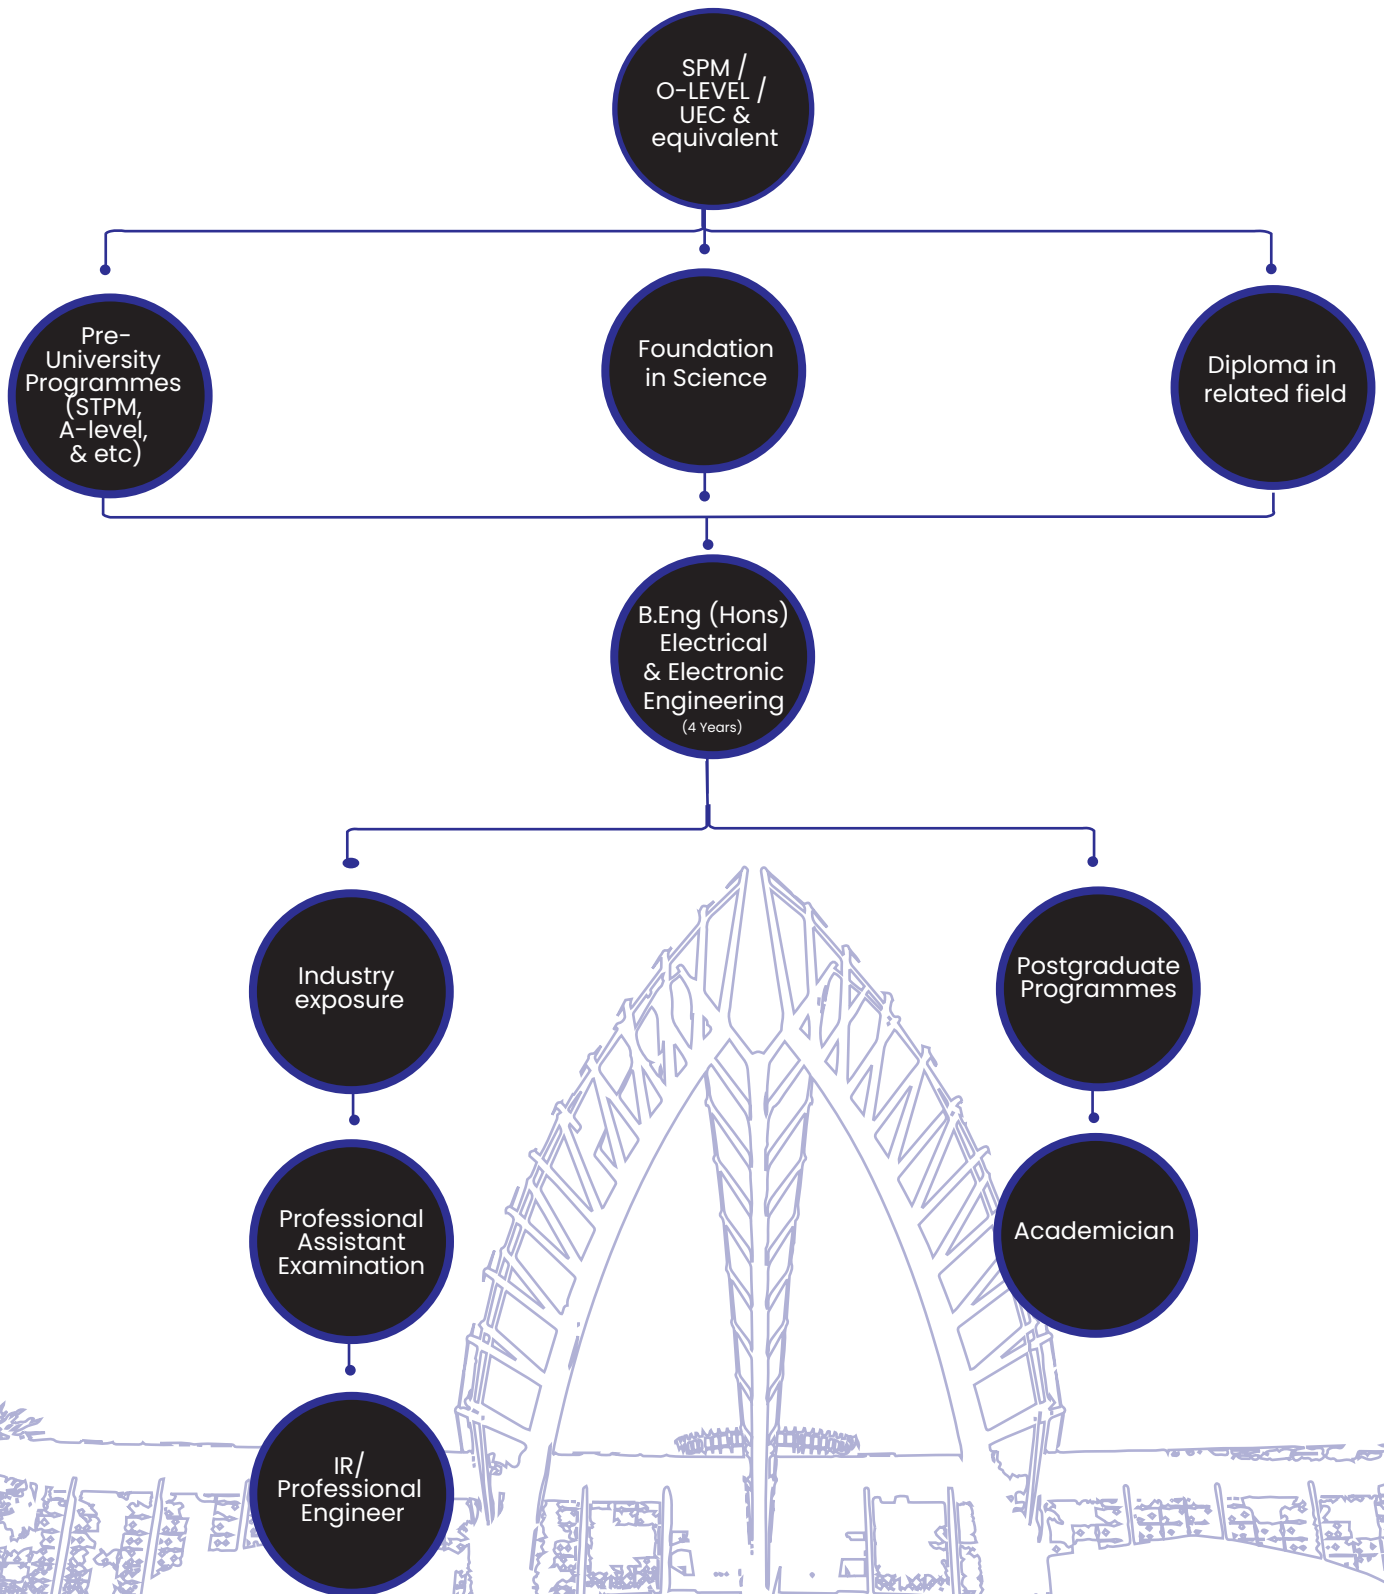 SPM /
O-LEVEL /
UEC &
equivalent
Pre-
University
Programmes
(STPM,
A-level,
& etc)
Foundation
in Science
Diploma in
related field
B.Eng (Hons)
Electrical
& Electronic
Engineering
(4 Years)
Industry
exposure
Postgraduate
Programmes
Professional
Assistant
Examination
Academician
IR/
Professional
Engineer